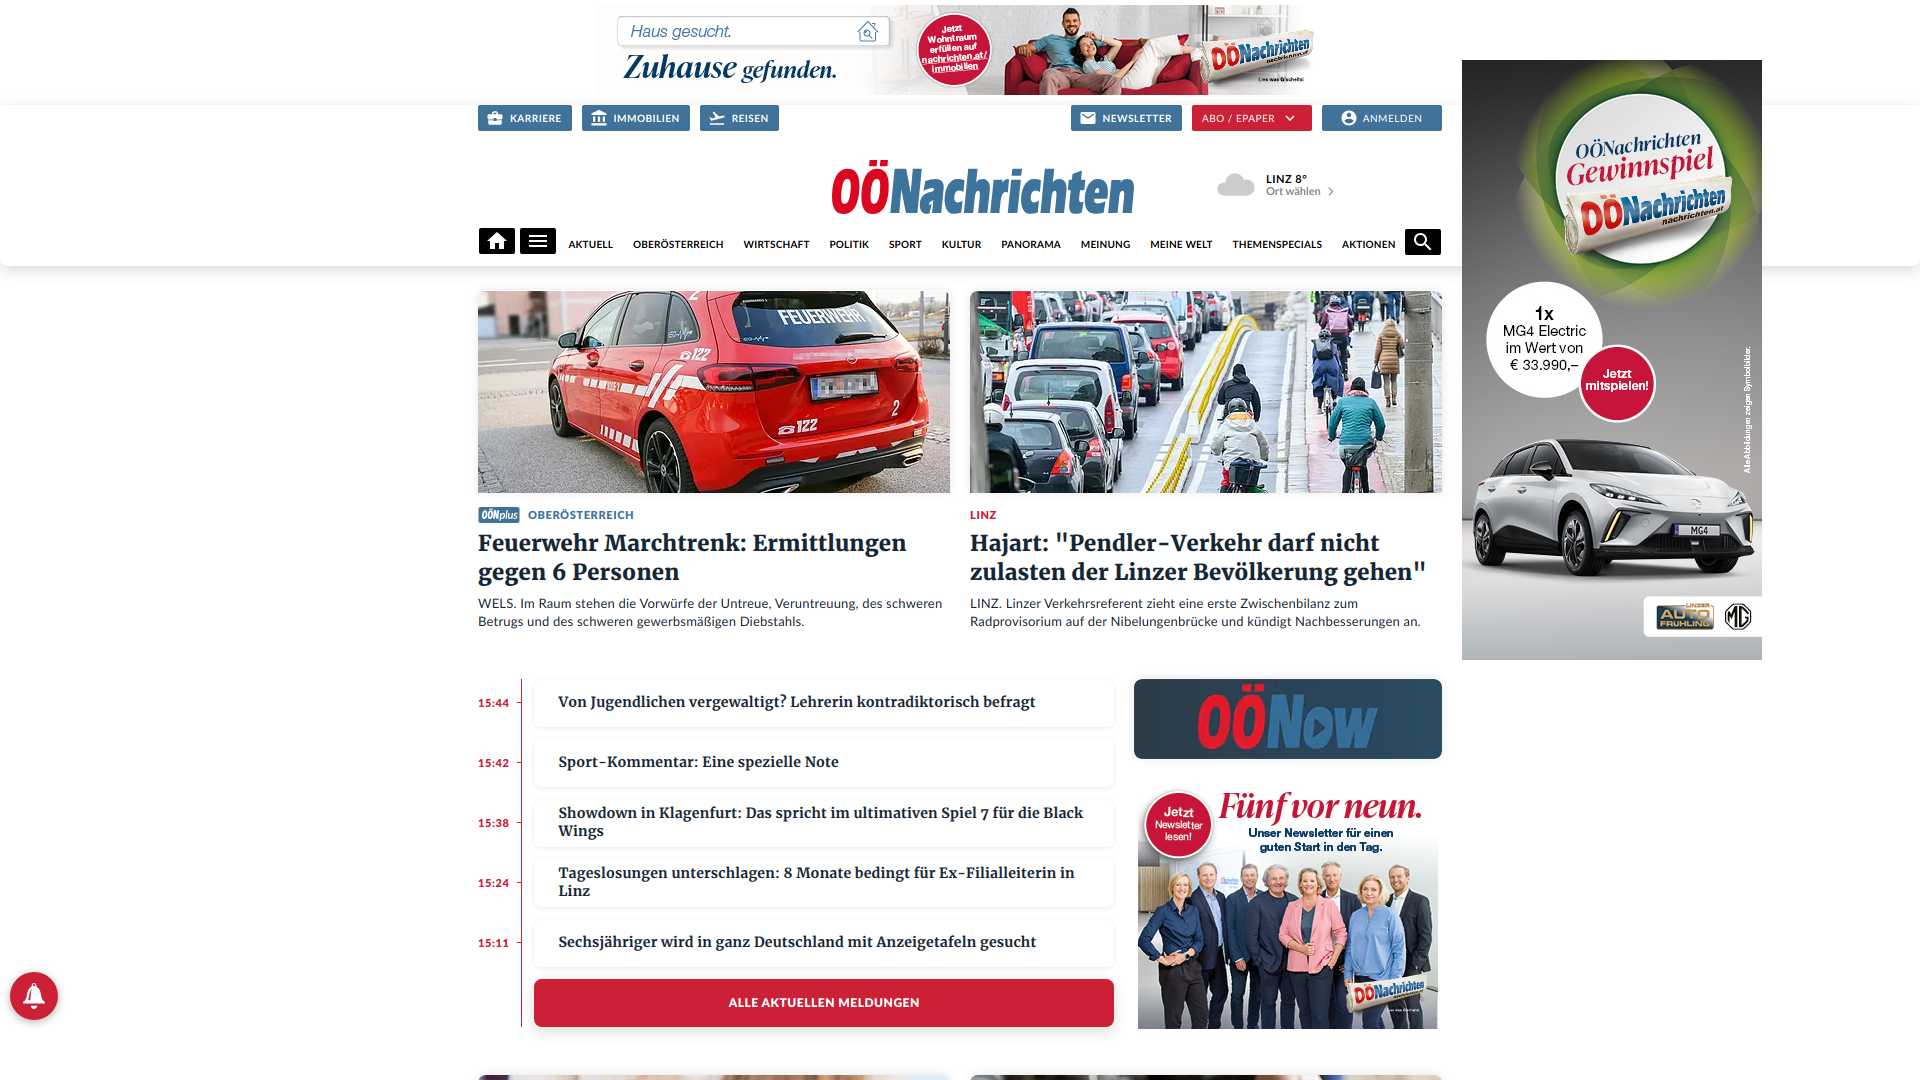 Haus gesucht.
Zuhause gefunden.
Jetzt
Wohntraum
erfüllen auf
nachrichten.at/
immobilien
OÖNachrichten
nachrichten.at
KARRIERE
IMMOBILIEN
REISEN
NEWSLETTER
ABO / EPAPER
ANMELDEN
OÖNachrichten
LINZ 8°
Ort wählen
AKTUELL
OBERÖSTERREICH
WIRTSCHAFT
POLITIK
SPORT
KULTUR
PANORAMA
MEINUNG
MEINE WELT
THEMENSPECIALS
AKTIONEN
OÖNachrichten
Gewinnspiel
OÖNachrichten
nachrichten.at
1x
MG4 Electric
im Wert von
€ 33.990,–
Jetzt
mitspielen!
Alle Abbildungen zeigen Symbolbilder.
MG4
LINZER
AUTO
FRÜHLING
MG
FEUERWEHR
122
122
2
OÖNplus OBERÖSTERREICH
Feuerwehr Marchtrenk: Ermittlungen
gegen 6 Personen
WELS. Im Raum stehen die Vorwürfe der Untreue, Veruntreuung, des schweren
Betrugs und des schweren gewerbsmäßigen Diebstahls.
LINZ
Hajart: "Pendler-Verkehr darf nicht
zulasten der Linzer Bevölkerung gehen"
LINZ. Linzer Verkehrsreferent zieht eine erste Zwischenbilanz zum
Radprovisorium auf der Nibelungenbrücke und kündigt Nachbesserungen an.
15:44
Von Jugendlichen vergewaltigt? Lehrerin kontradiktorisch befragt
15:42
Sport-Kommentar: Eine spezielle Note
15:38
Showdown in Klagenfurt: Das spricht im ultimativen Spiel 7 für die Black
Wings
15:24
Tageslosungen unterschlagen: 8 Monate bedingt für Ex-Filialleiterin in
Linz
15:11
Sechsjähriger wird in ganz Deutschland mit Anzeigetafeln gesucht
ALLE AKTUELLEN MELDUNGEN
OÖNow
Jetzt
Newsletter
lesen!
Fünf vor neun.
Unser Newsletter für einen
guten Start in den Tag.
OÖNachrichten